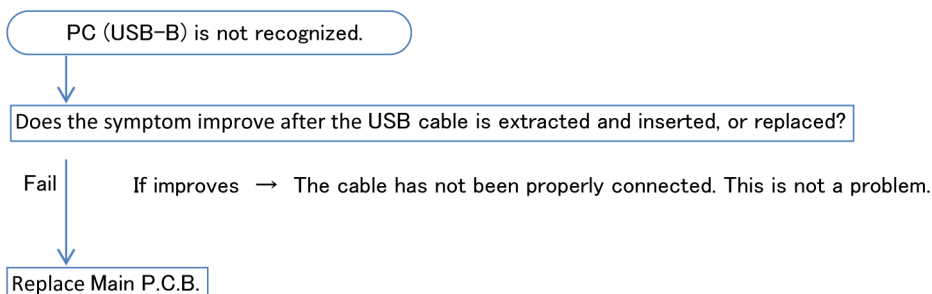 PC (USB-B) is not recognized.
Does the symptom improve after the USB cable is extracted and inserted, or replaced?
Fail If improves → The cable has not been properly connected. This is not a problem.
Replace Main P.C.B.